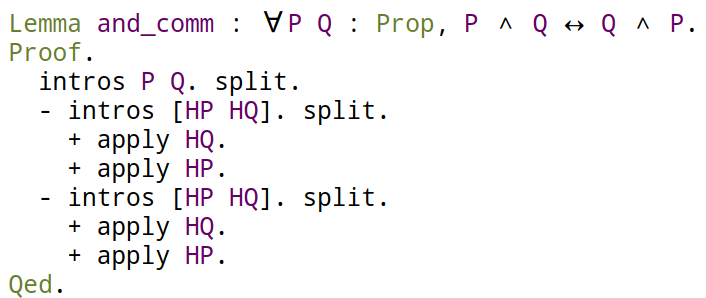 Lemma and_comm : ∀P Q : Prop, P ∧ Q ↔ Q ∧ P.
Proof.
  intros P Q. split.
  - intros [HP HQ]. split.
    + apply HQ.
    + apply HP.
  - intros [HP HQ]. split.
    + apply HQ.
    + apply HP.
Qed.